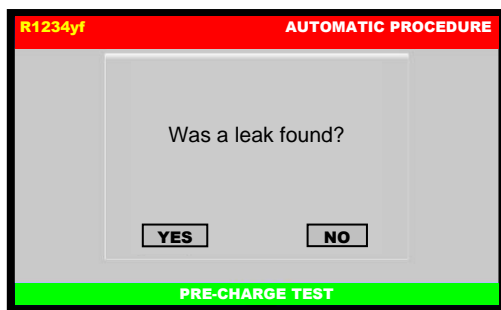 R1234yf AUTOMATIC PROCEDURE
Was a leak found?
YES NO
PRE-CHARGE TEST